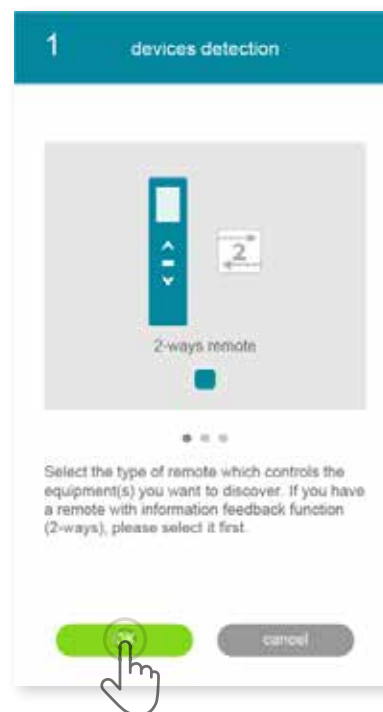 1 devices detection
2
2-ways remote
Select the type of remote which controls the
equipment(s) you want to discover. If you have
a remote with information feedback function
(2-ways), please select it first.
cancel